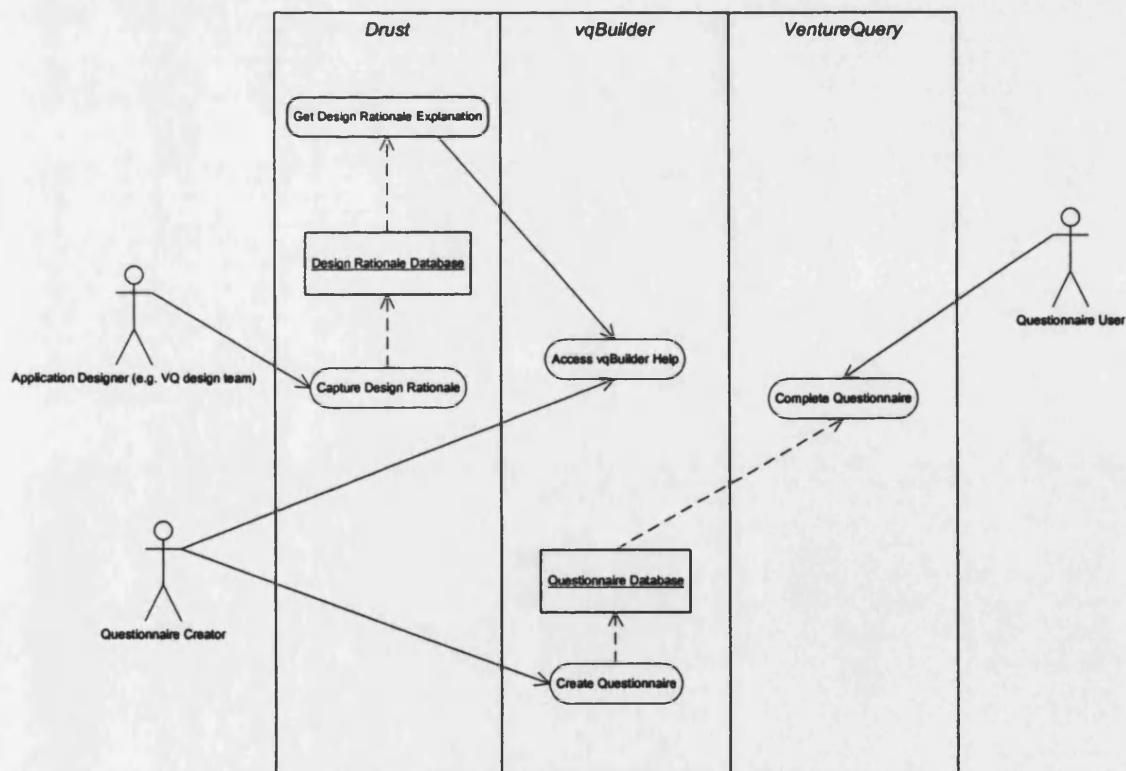 Drust
vqBuilder
VentureQuery
Get Design Rationale Explanation
Design Rationale Database
Questionnaire User
Access vqBuilder Help
Application Designer (e.g. VQ design team)
Capture Design Rationale
Complete Questionnaire
Questionnaire Database
Questionnaire Creator
Create Questionnaire